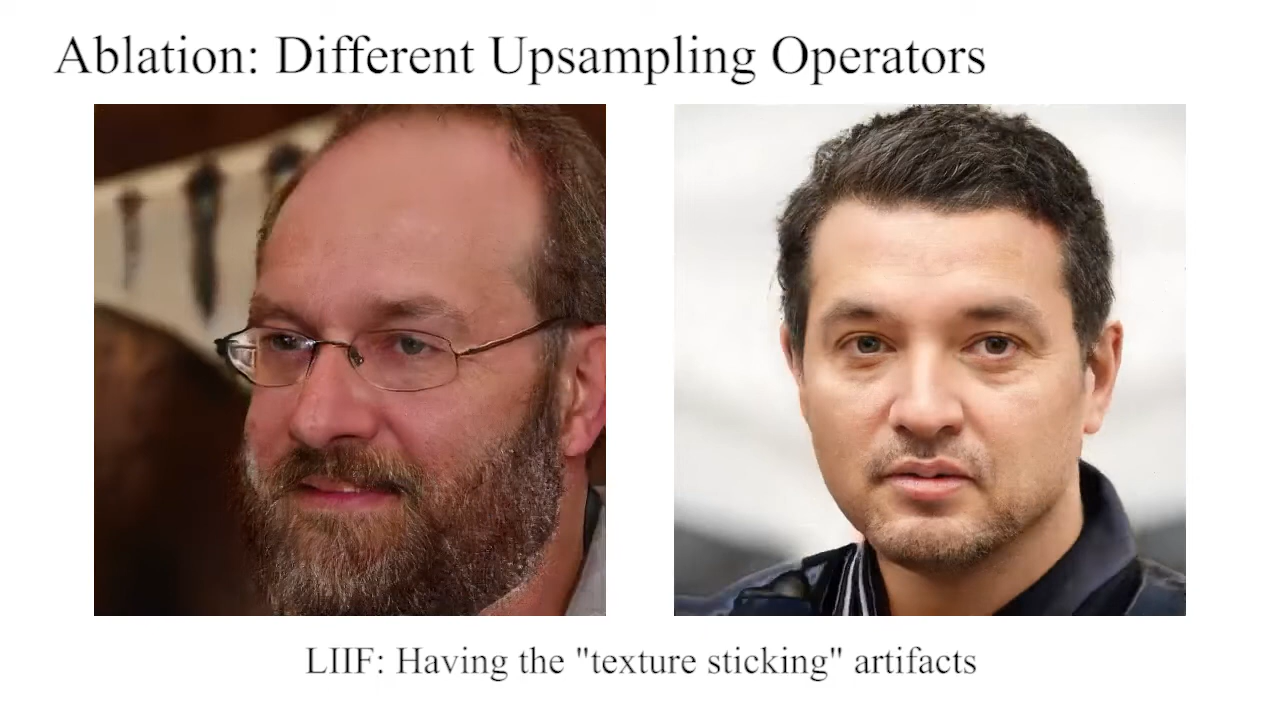 Ablation: Different Upsampling Operators
LIIF: Having the "texture sticking" artifacts